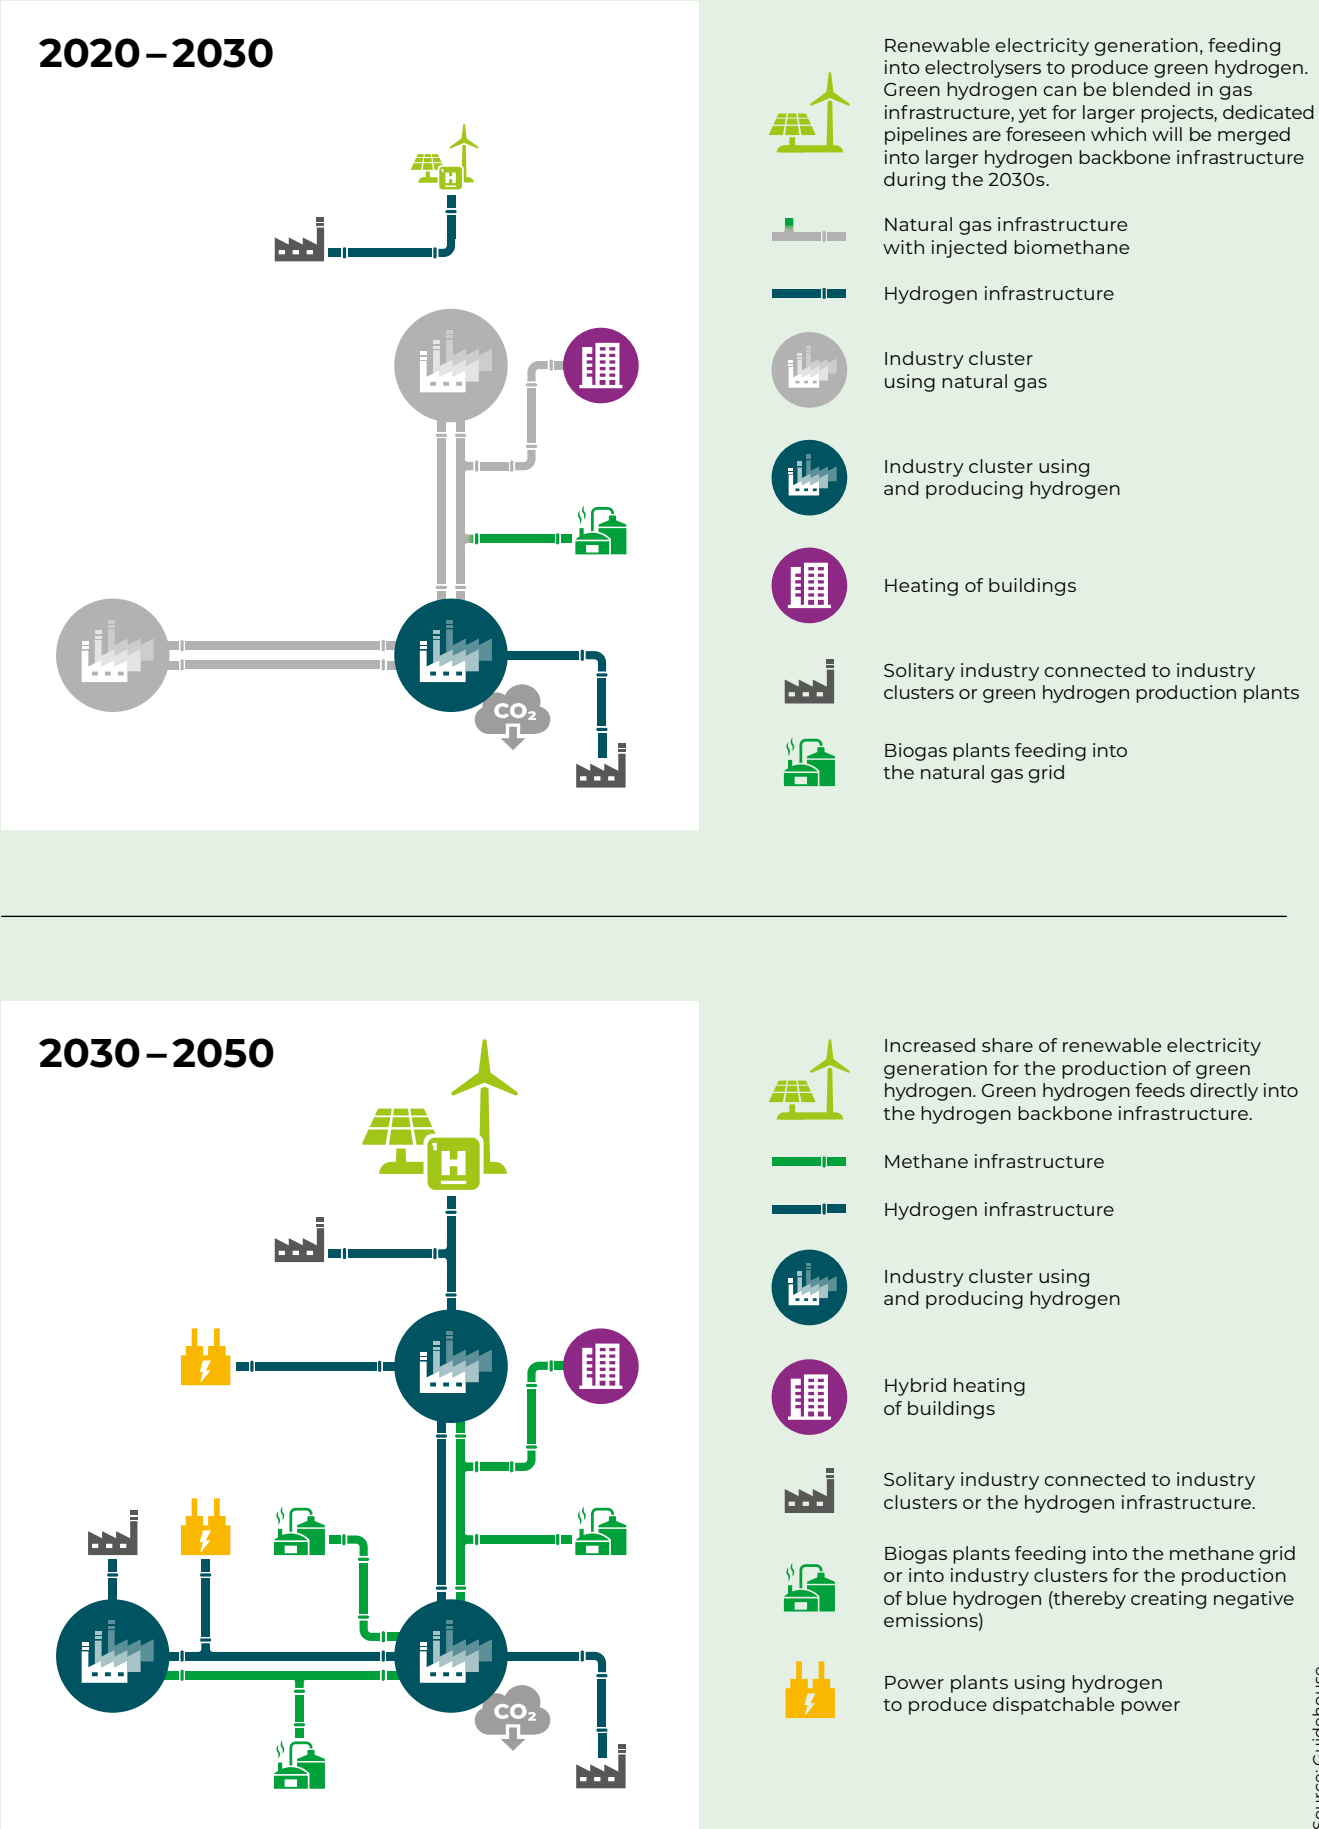 2020 – 2030
Renewable electricity generation, feeding
into electrolysers to produce green hydrogen.
Green hydrogen can be blended in gas
infrastructure, yet for larger projects, dedicated
pipelines are foreseen which will be merged
into larger hydrogen backbone infrastructure
during the 2030s.
H
Natural gas infrastructure
with injected biomethane
Hydrogen infrastructure
Industry cluster
using natural gas
Industry cluster using
and producing hydrogen
Heating of buildings
Solitary industry connected to industry
clusters or green hydrogen production plants
CO₂
Biogas plants feeding into
the natural gas grid
2030 – 2050
Increased share of renewable electricity
generation for the production of green
hydrogen. Green hydrogen feeds directly into
the hydrogen backbone infrastructure.
H
Methane infrastructure
Hydrogen infrastructure
Industry cluster using
and producing hydrogen
Hybrid heating
of buildings
Solitary industry connected to industry
clusters or the hydrogen infrastructure.
Biogas plants feeding into the methane grid
or into industry clusters for the production
of blue hydrogen (thereby creating negative
emissions)
Power plants using hydrogen
to produce dispatchable power
CO₂
Source: Guidehouse